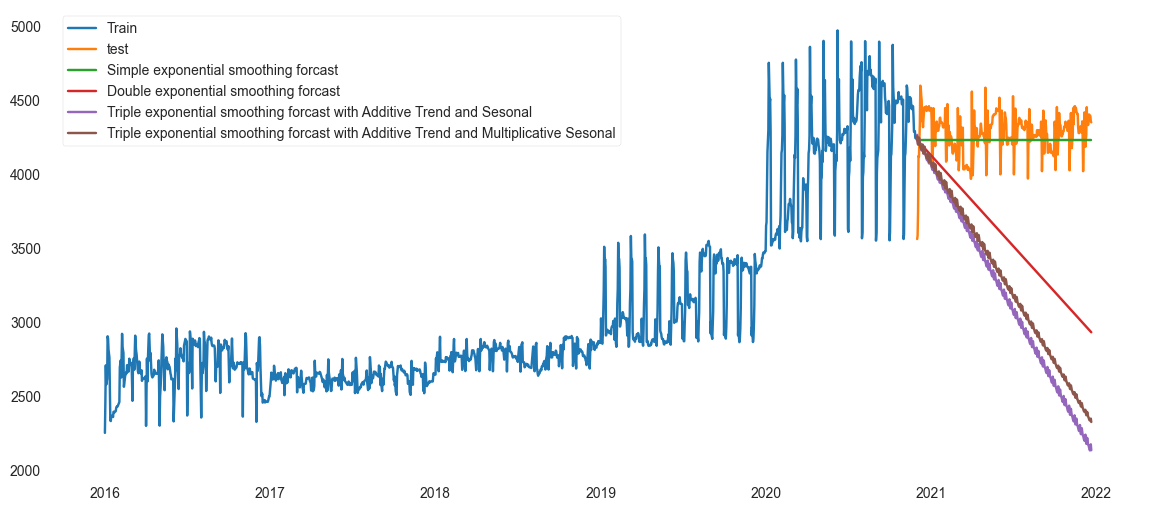 Train
test
Simple exponential smoothing forcast
Double exponential smoothing forcast
Triple exponential smoothing forcast with Additive Trend and Sesonal
Triple exponential smoothing forcast with Additive Trend and Multiplicative Sesonal
5000
4500
4000
3500
3000
2500
2000
2016 2017 2018 2019 2020 2021 2022